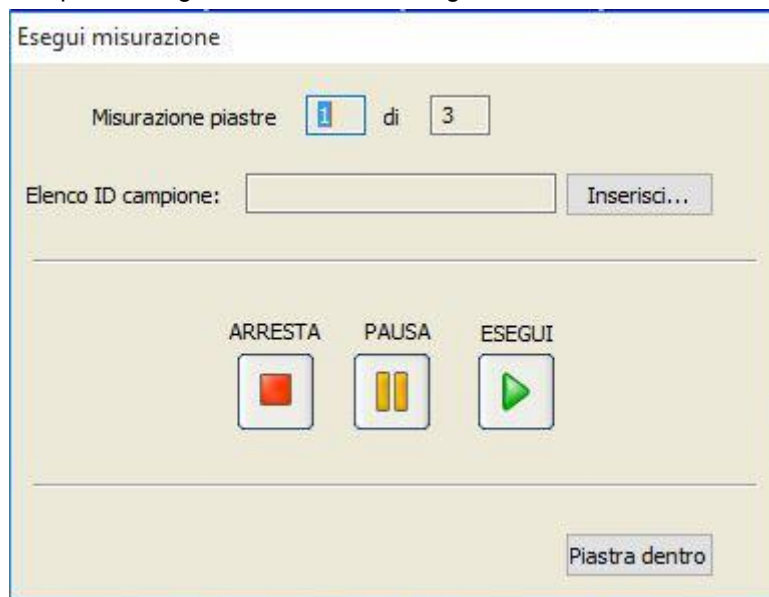 Esegui misurazione
Misurazione piastre 1 di 3
Elenco ID campione: Inserisci...
ARRESTA PAUSA ESEGUI
Piastra dentro